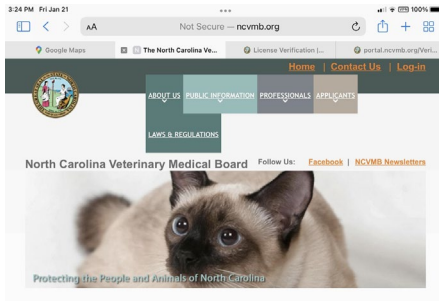 3:24 PM Fri Jan 21
100%
AA
Not Secure — ncvmb.org
Google Maps
The North Carolina Ve...
License Verification |...
portal.ncvmb.org/Veri...
Home | Contact Us | Log-in
ABOUT US PUBLIC INFORMATION PROFESSIONALS APPLICANTS
LAWS & REGULATIONS
North Carolina Veterinary Medical Board
Follow Us: Facebook | NCVMB Newsletters
Protecting the People and Animals of North Carolina